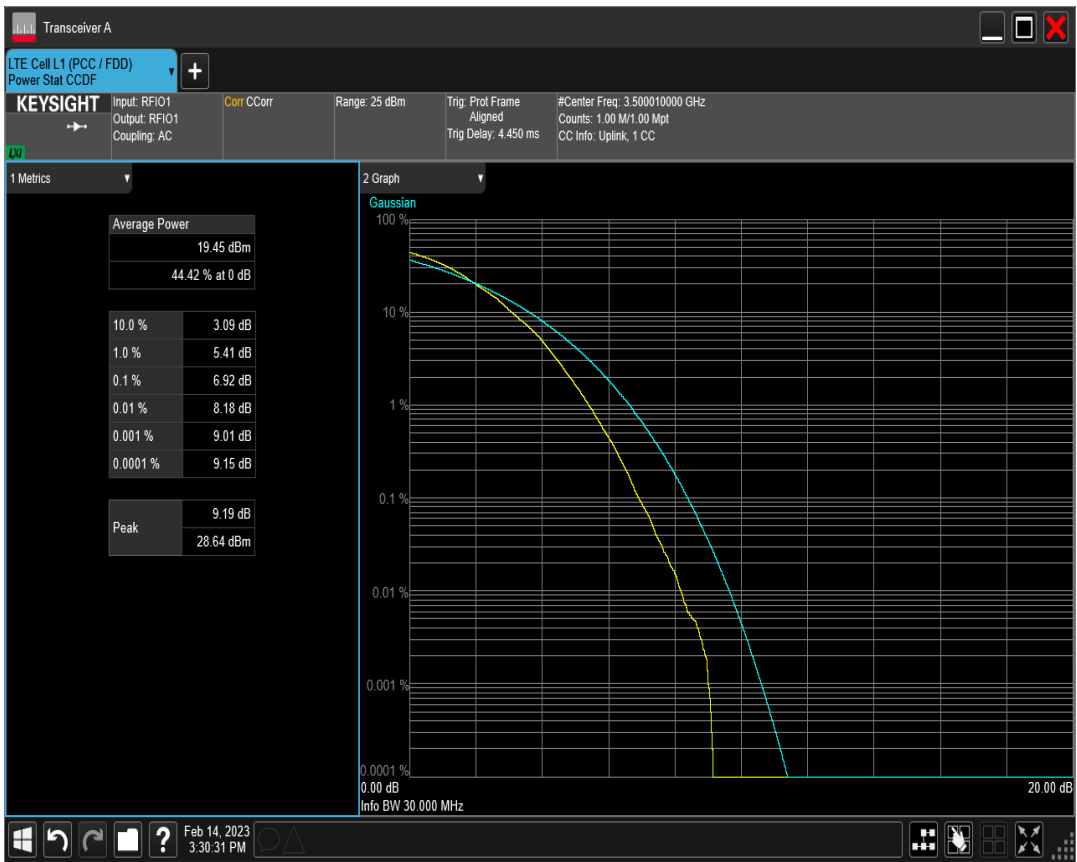 Transceiver A
LTE Cell L1 (PCC / FDD)
Power Stat CCDF
KEYSIGHT
LXI
Input: RFIO1
Output: RFIO1
Coupling: AC
Corr CCorr
Range: 25 dBm
Trig: Prot Frame
Aligned
Trig Delay: 4.450 ms
#Center Freq: 3.500010000 GHz
Counts: 1.00 M/1.00 Mpt
CC Info: Uplink, 1 CC
1 Metrics
Average Power
19.45 dBm
44.42 % at 0 dB
10.0 % 3.09 dB
1.0 % 5.41 dB
0.1 % 6.92 dB
0.01 % 8.18 dB
0.001 % 9.01 dB
0.0001 % 9.15 dB
Peak
9.19 dB
28.64 dBm
2 Graph
Gaussian
100 %
10 %
1 %
0.1 %
0.01 %
0.001 %
0.0001 %
0.00 dB 20.00 dB
Info BW 30.000 MHz
Feb 14, 2023
3:30:31 PM